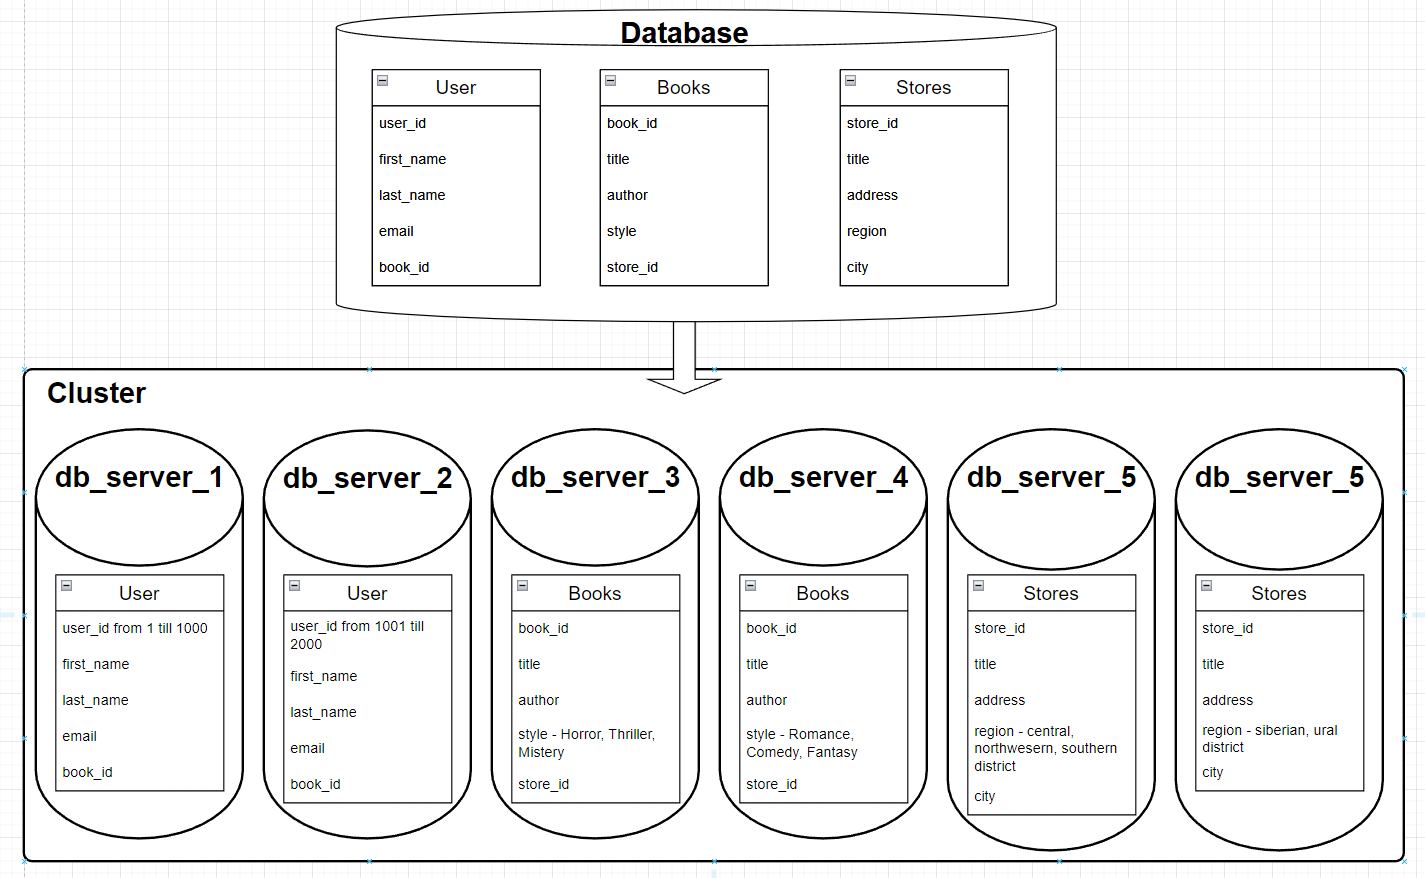 Database
User
user_id
first_name
last_name
email
book_id
Books
book_id
title
author
style
store_id
Stores
store_id
title
address
region
city
Cluster
db_server_1
User
user_id from 1 till 1000
first_name
last_name
email
book_id
db_server_2
User
user_id from 1001 till
2000
first_name
last_name
email
book_id
db_server_3
Books
book_id
title
author
style - Horror, Thriller,
Mistery
store_id
db_server_4
Books
book_id
title
author
style - Romance,
Comedy, Fantasy
store_id
db_server_5
Stores
store_id
title
address
region - central,
northwesern, southern
district
city
db_server_5
Stores
store_id
title
address
region - siberian, ural
district
city